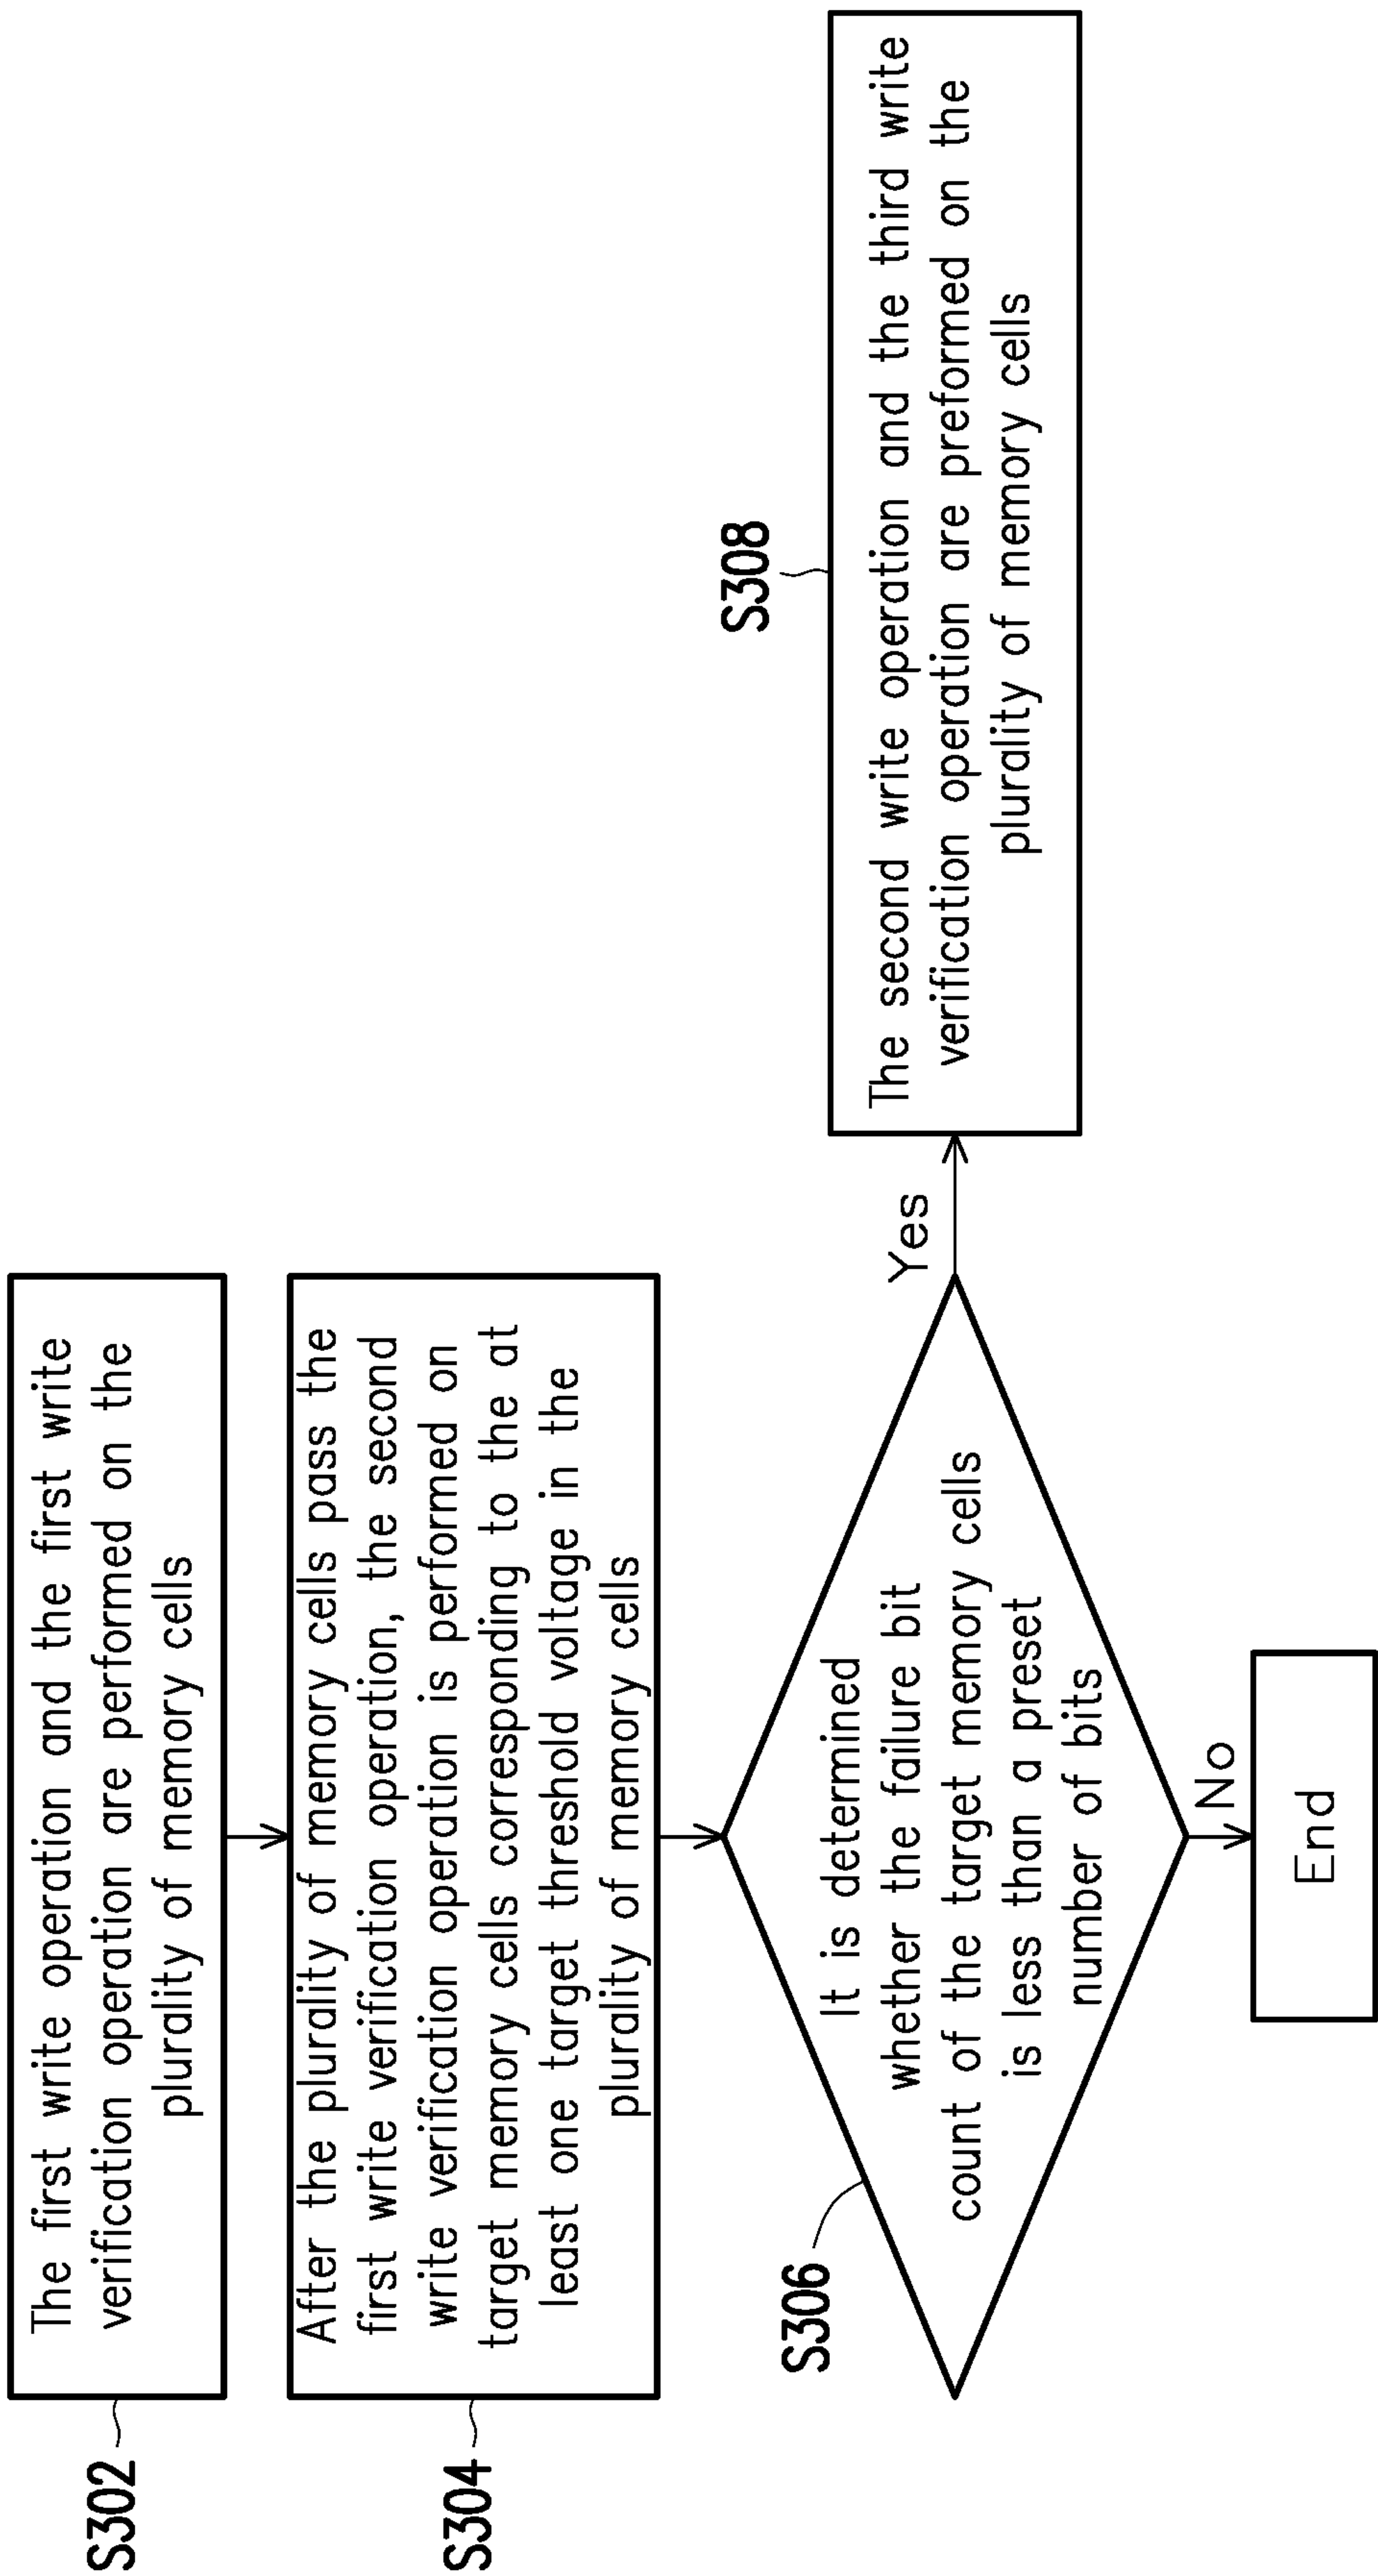 S302
The first write operation and the first write
verification operation are performed on the
plurality of memory cells
S304
After the plurality of memory cells pass the
first write verification operation, the second
write verification operation is performed on
target memory cells corresponding to the at
least one target threshold voltage in the
plurality of memory cells
S306
It is determined
whether the failure bit
count of the target memory cells
is less than a preset
number of bits
Yes
S308
The second write operation and the third write
verification operation are preformed on the
plurality of memory cells
No
End